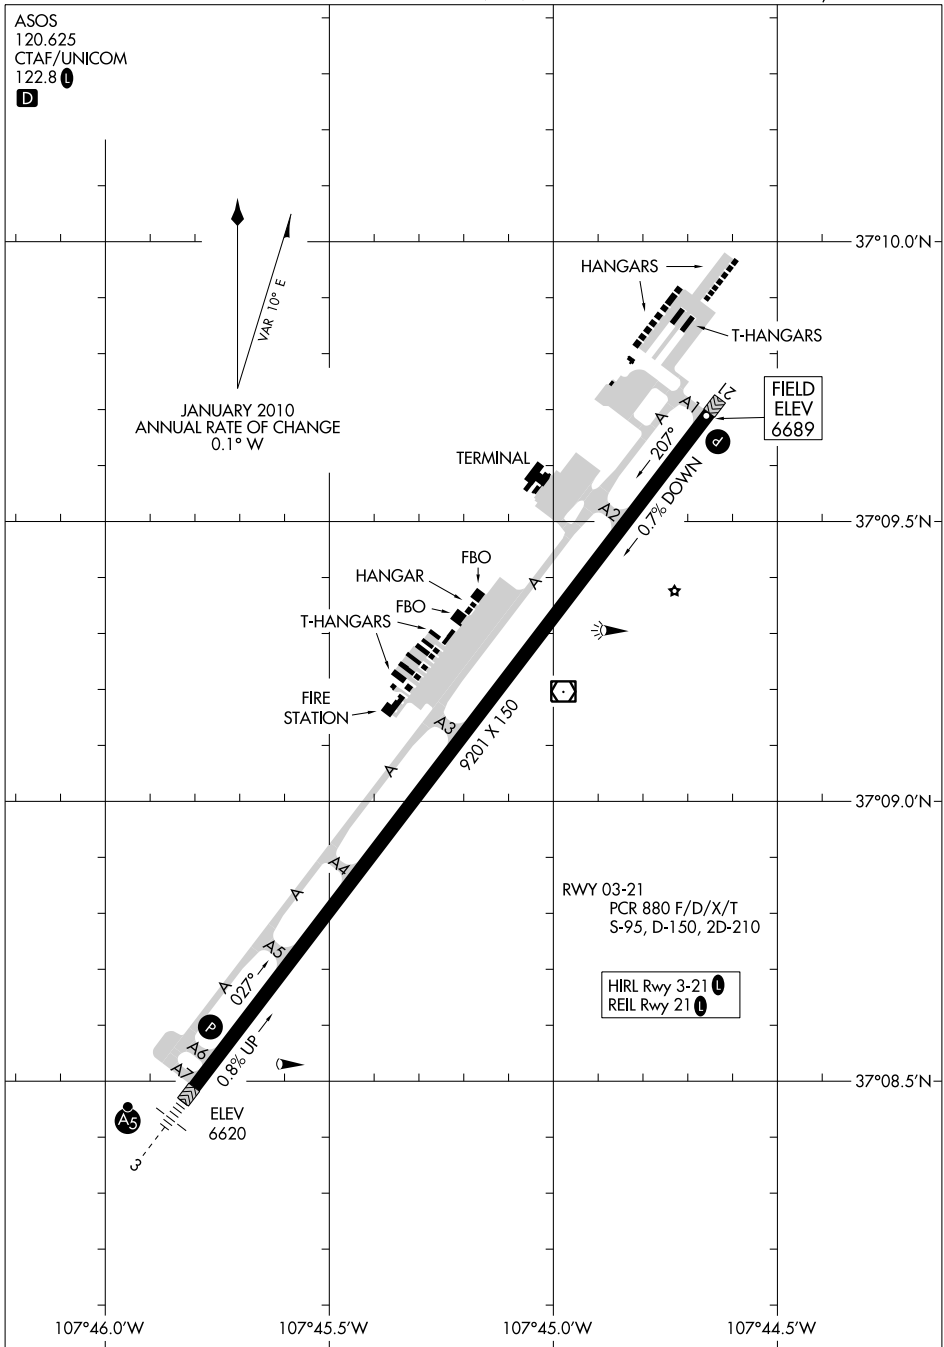 ASOS
120.625
CTAF/UNICOM
122.8 L
D
VAR 10° E
JANUARY 2010
ANNUAL RATE OF CHANGE
0.1° W
37°10.0'N
HANGARS
T-HANGARS
FIELD
ELEV
6689
21
A1
A
207°
P
0.7% DOWN
TERMINAL
A2
37°09.5'N
FBO
HANGAR
FBO
T-HANGARS
A
FIRE
STATION
A3
9201 X 150
A
37°09.0'N
A4
RWY 03-21
PCR 880 F/D/X/T
S-95, D-150, 2D-210
A
A5
HIRL Rwy 3-21 L
REIL Rwy 21 L
A
027°
P
A6
0.8% UP
A7
37°08.5'N
ELEV
6620
A5
3
107°46.0'W
107°45.5'W
107°45.0'W
107°44.5'W